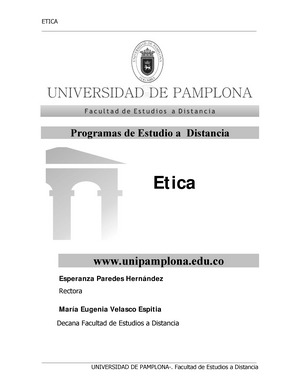 ETICA
UNIVERSIDAD DE PAMPLONA
Facultad de Estudios a Distancia
Programas de Estudio a Distancia
Etica
www.unipamplona.edu.co
Esperanza Paredes Hernández
Rectora
María Eugenia Velasco Espitia
Decana Facultad de Estudios a Distancia
UNIVERSIDAD DE PAMPLONA-. Facultad de Estudios a Distancia